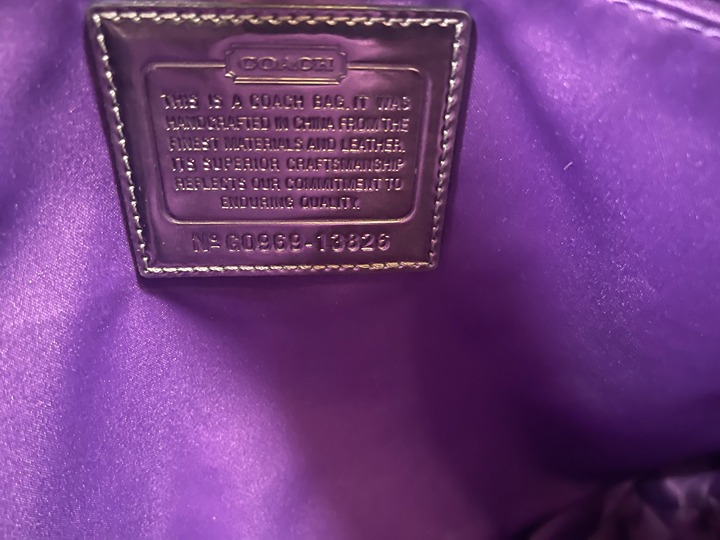 COACH
THIS IS A COACH BAG. IT WAS
HANDCRAFTED IN CHINA FROM THE
FINEST MATERIALS AND LEATHER.
ITS SUPERIOR CRAFTSMANSHIP
REFLECTS OUR COMMITMENT TO
ENDURING QUALITY.
Nº G0969-13826